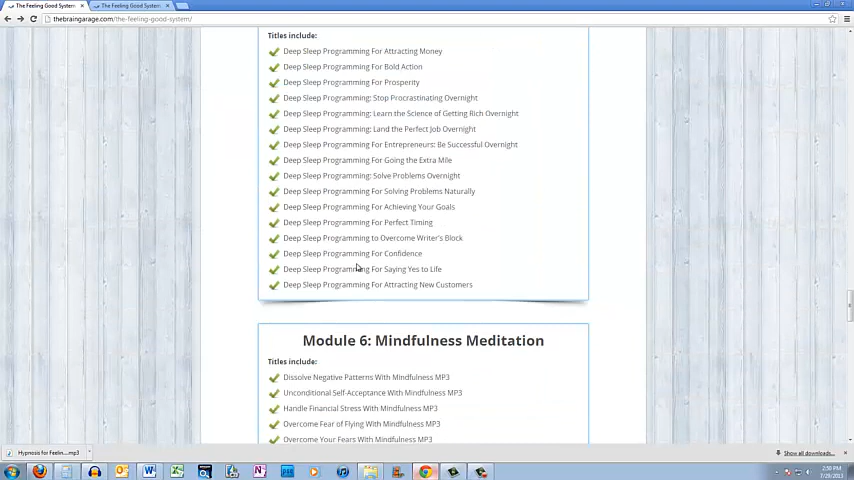 The Feeling Good System
The Feeling Good System
thebraingarage.com/the-feeling-good-system/
Titles include:
Deep Sleep Programming For Attracting Money
Deep Sleep Programming For Bold Action
Deep Sleep Programming For Prosperity
Deep Sleep Programming: Stop Procrastinating Overnight
Deep Sleep Programming: Learn the Science of Getting Rich Overnight
Deep Sleep Programming: Land the Perfect Job Overnight
Deep Sleep Programming For Entrepreneurs: Be Successful Overnight
Deep Sleep Programming For Going the Extra Mile
Deep Sleep Programming: Solve Problems Overnight
Deep Sleep Programming For Solving Problems Naturally
Deep Sleep Programming For Achieving Your Goals
Deep Sleep Programming For Perfect Timing
Deep Sleep Programming to Overcome Writer's Block
Deep Sleep Programming For Confidence
Deep Sleep Programming For Saying Yes to Life
Deep Sleep Programming For Attracting New Customers
Module 6: Mindfulness Meditation
Titles include:
Dissolve Negative Patterns With Mindfulness MP3
Unconditional Self-Acceptance With Mindfulness MP3
Handle Financial Stress With Mindfulness MP3
Overcome Fear of Flying With Mindfulness MP3
Overcome Your Fears With Mindfulness MP3
Hypnosis for Feelin....mp3
Show all downloads...
2:50 PM